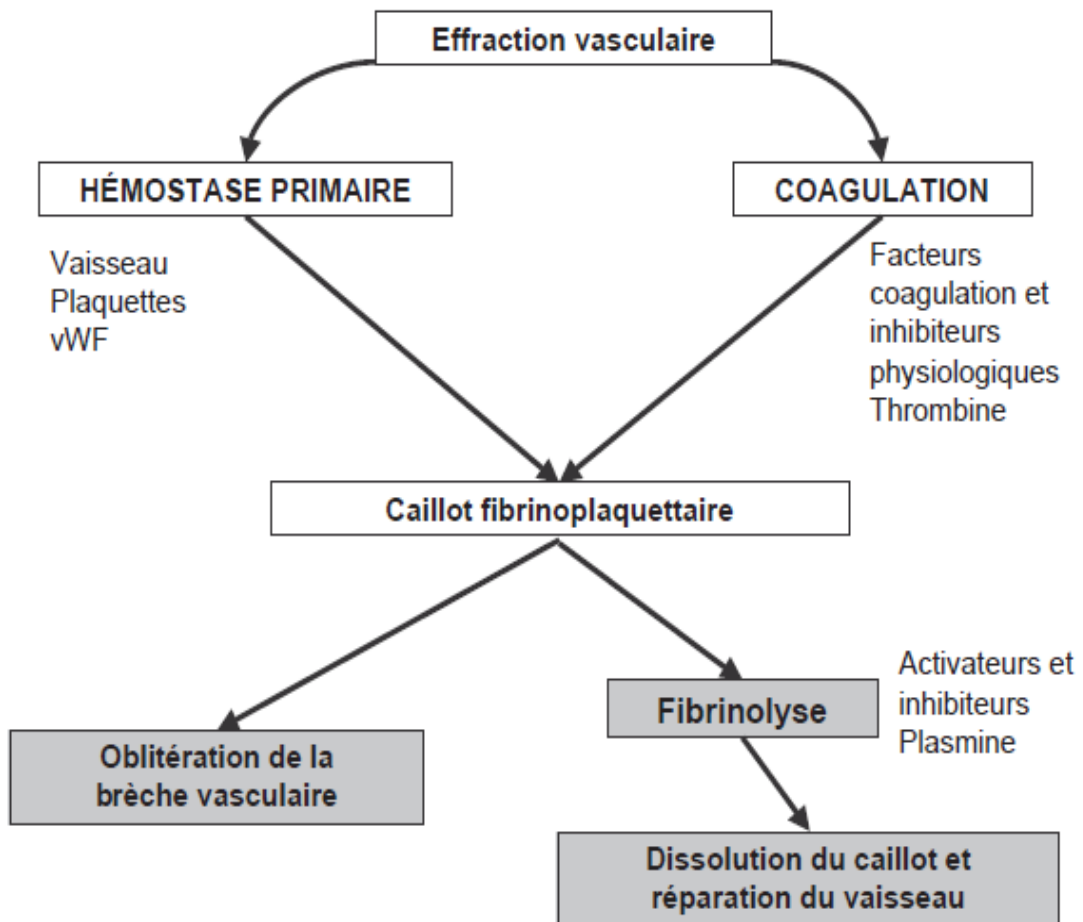 Effraction vasculaire
HÉMOSTASE PRIMAIRE
COAGULATION
Vaisseau
Plaquettes
vWF
Facteurs
coagulation et
inhibiteurs
physiologiques
Thrombine
Caillot fibrinoplaquettaire
Activateurs et
inhibiteurs
Plasmine
Fibrinolyse
Oblitération de la
brèche vasculaire
Dissolution du caillot et
réparation du vaisseau